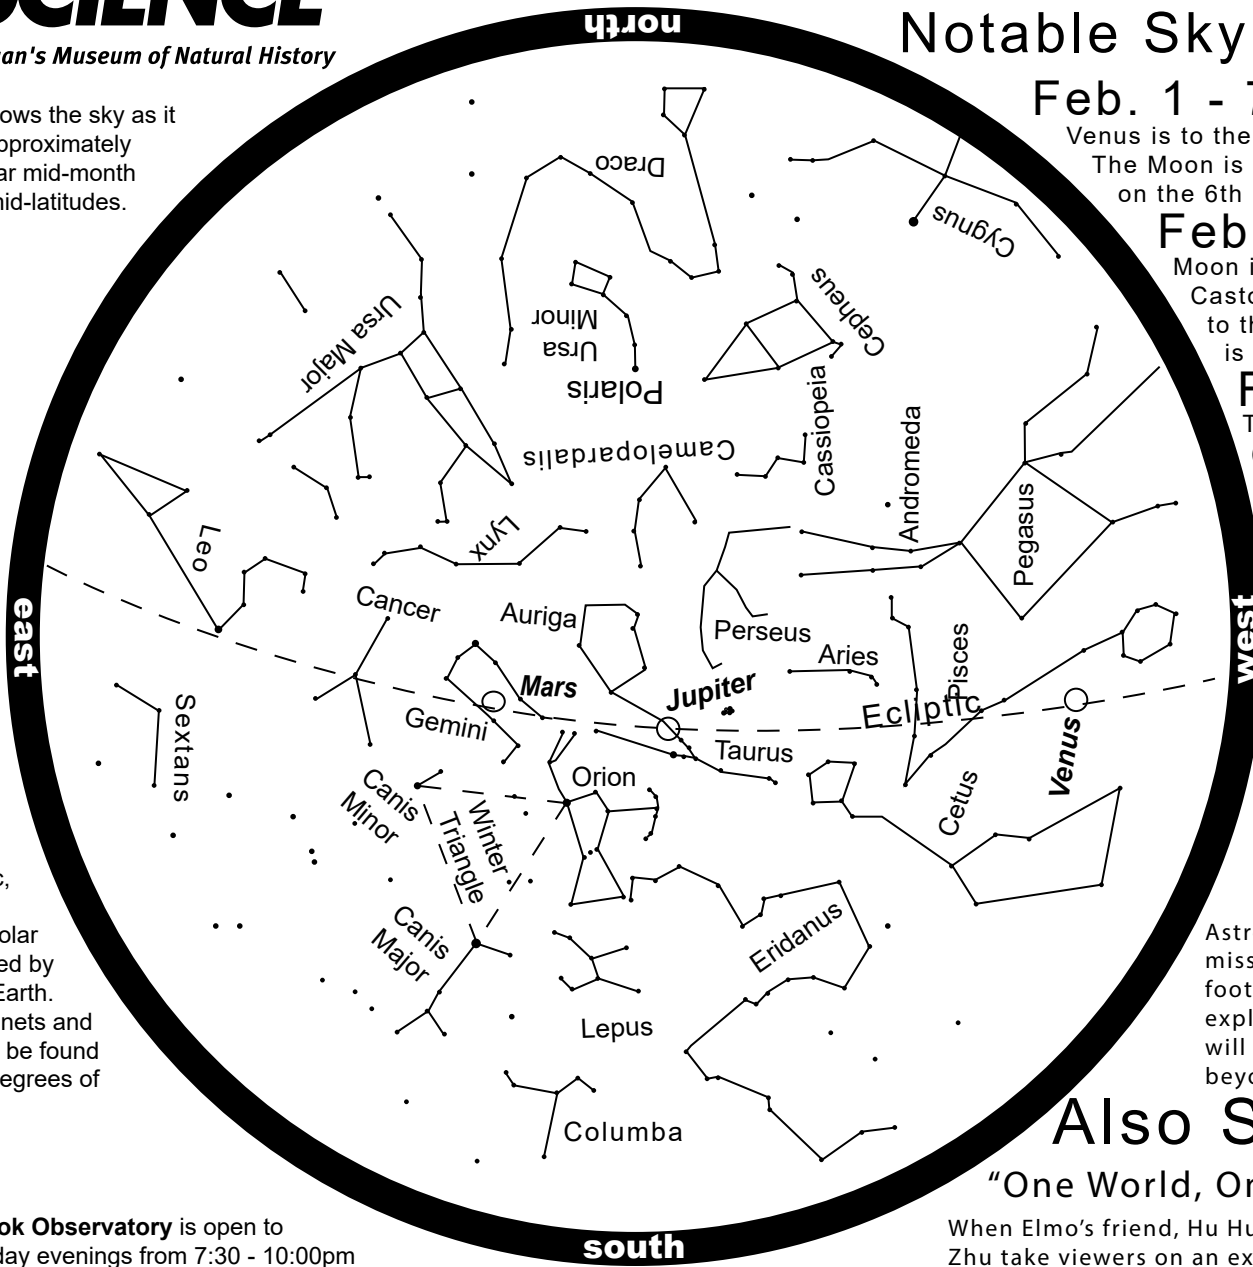 SCIENCE
an's Museum of Natural History
ows the sky as it
pproximately
ar mid-month
mid-latitudes.
Notable Sky
Feb. 1 - 7
Venus is to the
The Moon is
on the 6th
Feb
Moon i
Casto
to th
is
F
T
north
Draco
Cygnus
Cepheus
Ursa
Minor
Polaris
Ursa Major
Camelopardalis
Cassiopeia
Andromeda
Pegasus
Leo
Lynx
Cancer
Auriga
Perseus
Aries
Pisces
east
west
Mars
Jupiter
Ecliptic
Venus
Gemini
Taurus
Sextans
Orion
Cetus
Canis
Minor
Winter
Triangle
Canis
Major
Eridanus
Lepus
Columba
south
c,
olar
ed by
Earth.
nets and
be found
egrees of
ok Observatory is open to
day evenings from 7:30 - 10:00pm
Astr
miss
foot
expl
will
beyo
Also S
“One World, On
When Elmo’s friend, Hu Hu
Zhu take viewers on an ex